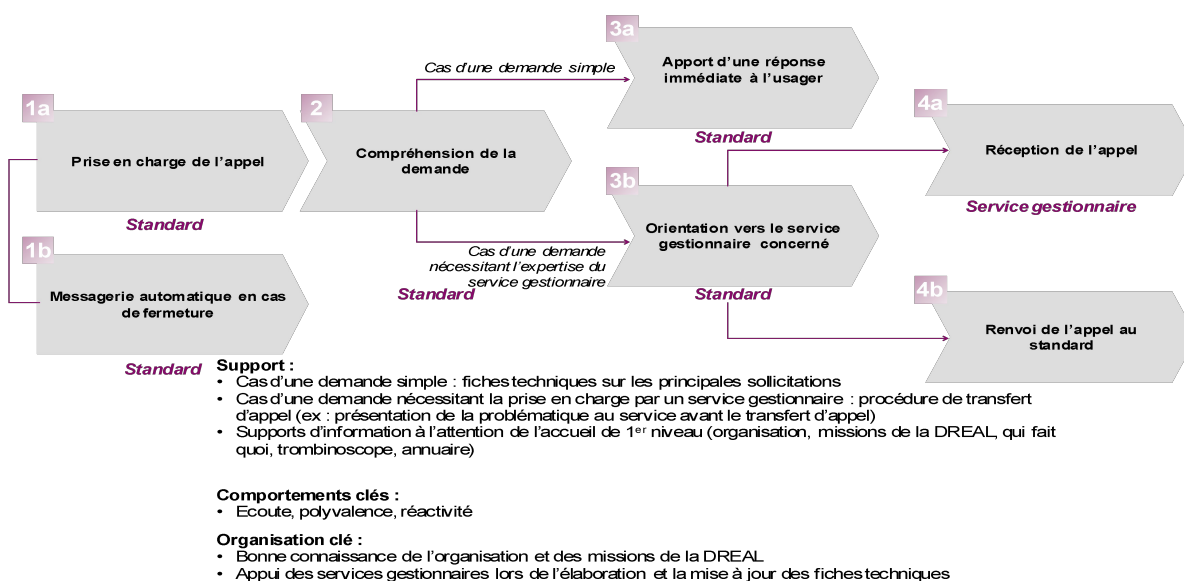 3a
Apport d'une réponse
immédiate à l'usager
Cas d'une demande simple
Standard
1a
Prise en charge de l'appel
Standard
2
Compréhension de la
demande
4a
Réception de l'appel
Service gestionnaire
3b
Orientation vers le service
gestionnaire concerné
Standard
Cas d'une demande
nécessitant l'expertise du
service gestionnaire
Standard
1b
Messagerie automatique en cas
de fermeture
Standard
4b
Renvoi de l'appel au
standard
Support :
• Cas d'une demande simple : fiches techniques sur les principales sollicitations
• Cas d'une demande nécessitant la prise en charge par un service gestionnaire : procédure de transfert
d'appel (ex : présentation de la problématique au service avant le transfert d'appel)
• Supports d'information à l'attention de l'accueil de 1er niveau (organisation, missions de la DREAL, qui fait
quoi, trombinoscope, annuaire)
Comportements clés :
• Ecoute, polyvalence, réactivité
Organisation clé :
• Bonne connaissance de l'organisation et des missions de la DREAL
• Appui des services gestionnaires lors de l'élaboration et la mise à jour des fiches techniques